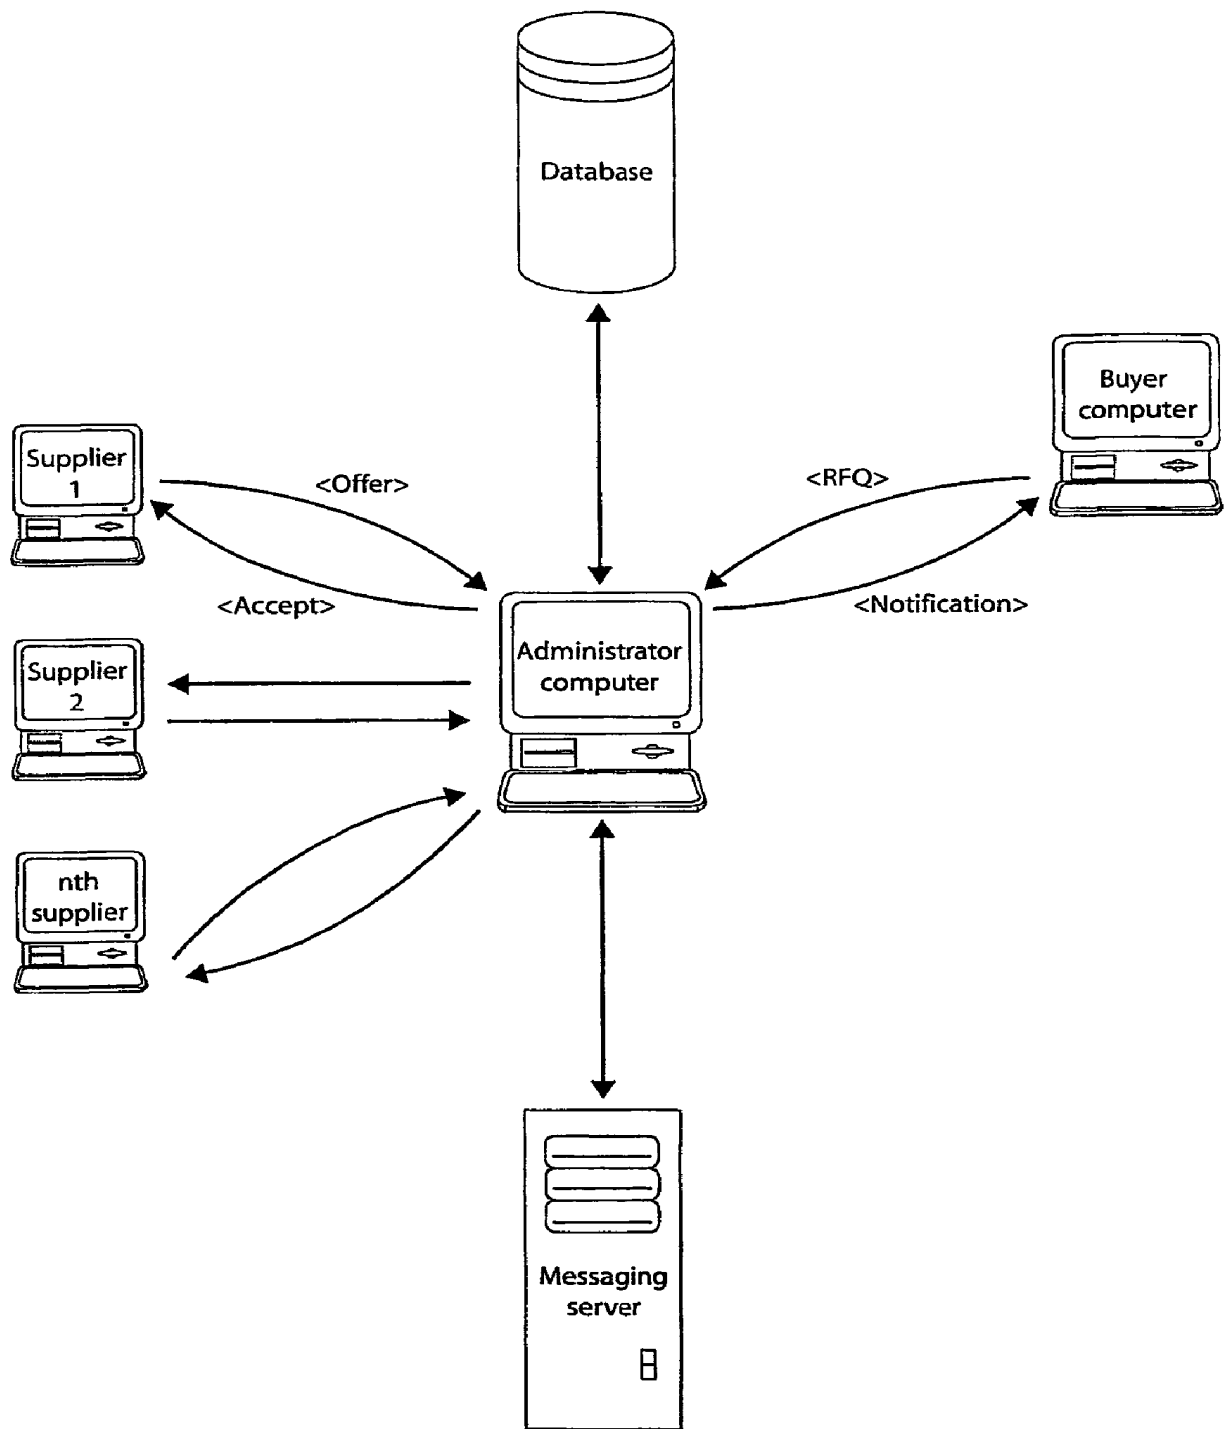 Database
Buyer
computer
Supplier
1
<Offer>
<RFQ>
<Accept>
<Notification>
Administrator
computer
Supplier
2
nth
supplier
Messaging
server